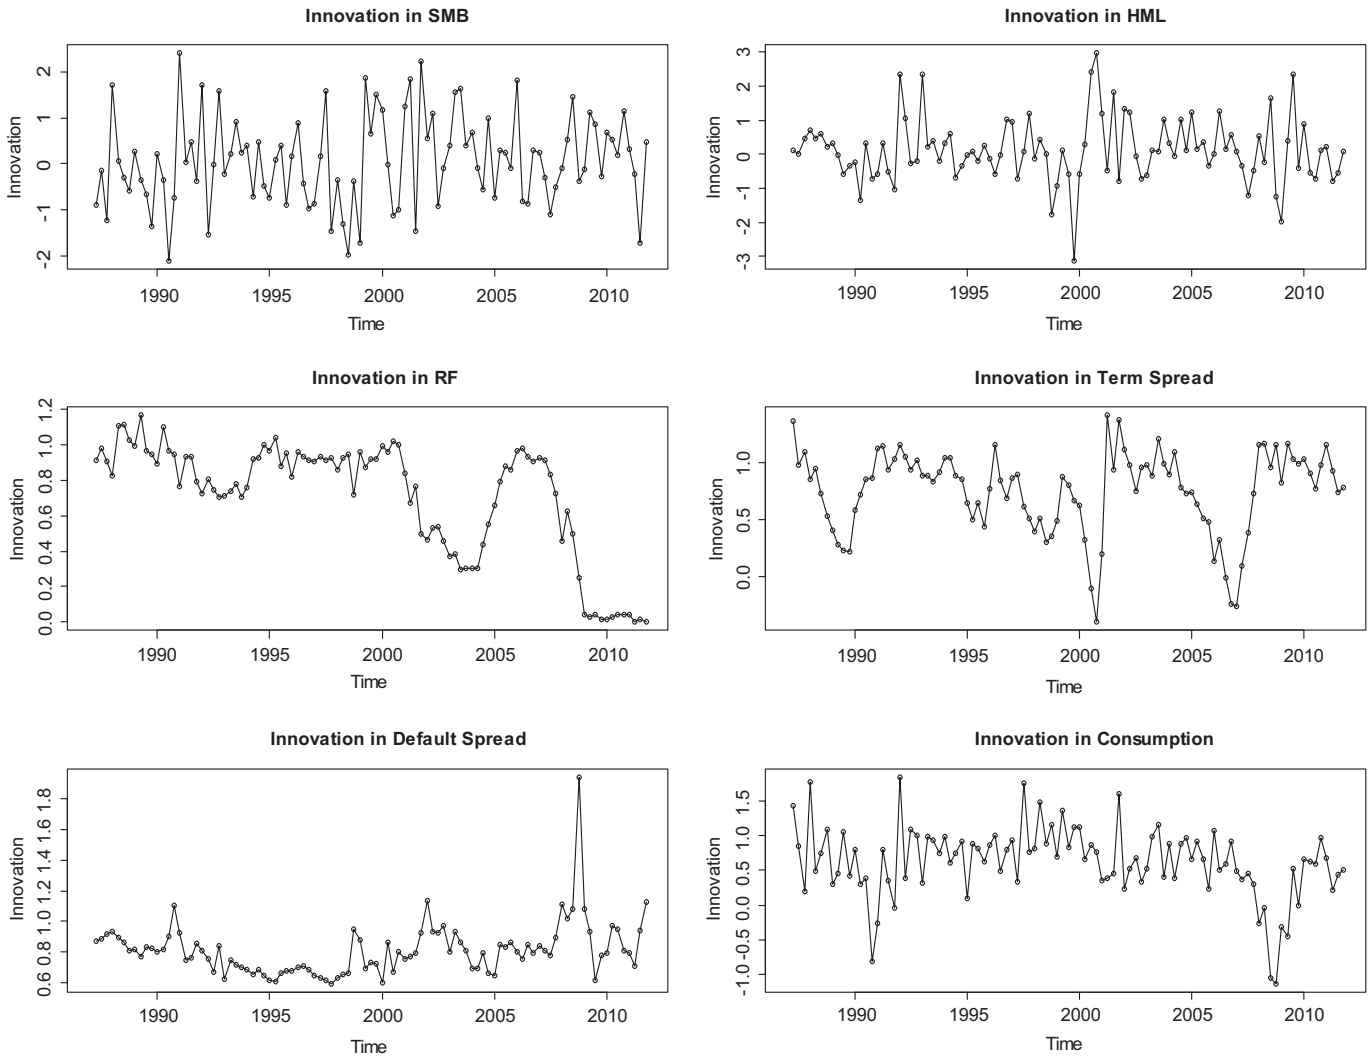 Innovation in SMB
Innovation
2
1
0
-1
-2
1990 1995 2000 2005 2010
Time
Innovation in HML
Innovation
3
2
1
0
-1
-2
-3
1990 1995 2000 2005 2010
Time
Innovation in RF
Innovation
1.2
1.0
0.8
0.6
0.4
0.2
0.0
1990 1995 2000 2005 2010
Time
Innovation in Term Spread
Innovation
1.0
0.5
0.0
1990 1995 2000 2005 2010
Time
Innovation in Default Spread
Innovation
1.8
1.6
1.4
1.2
1.0
0.8
0.6
1990 1995 2000 2005 2010
Time
Innovation in Consumption
Innovation
1.5
1.0
0.5
0.0
-0.5
-1.0
1990 1995 2000 2005 2010
Time